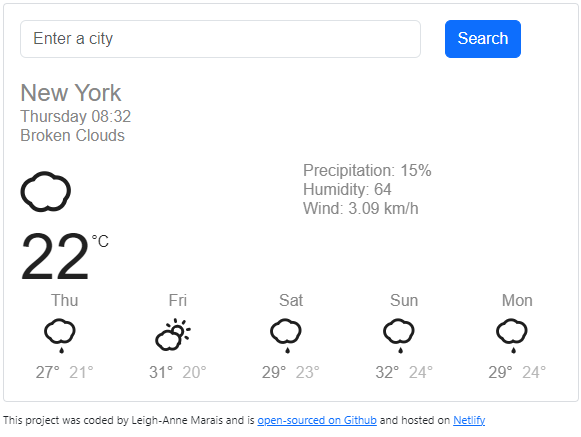 Enter a city
Search
New York
Thursday 08:32
Broken Clouds
Precipitation: 15%
Humidity: 64
Wind: 3.09 km/h
22°C
Thu Fri Sat Sun Mon
27° 21° 31° 20° 29° 23° 32° 24° 29° 24°
This project was coded by Leigh-Anne Marais and is open-sourced on Github and hosted on Netlify